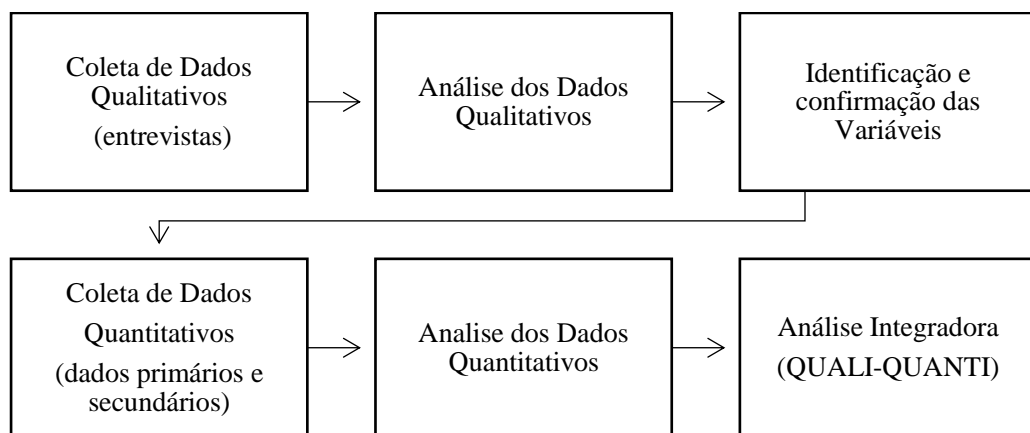 Coleta de Dados
Qualitativos
(entrevistas)
Análise dos Dados
Qualitativos
Identificação e
confirmação das
Variáveis
Coleta de Dados
Quantitativos
(dados primários e
secundários)
Analise dos Dados
Quantitativos
Análise Integradora
(QUALI-QUANTI)